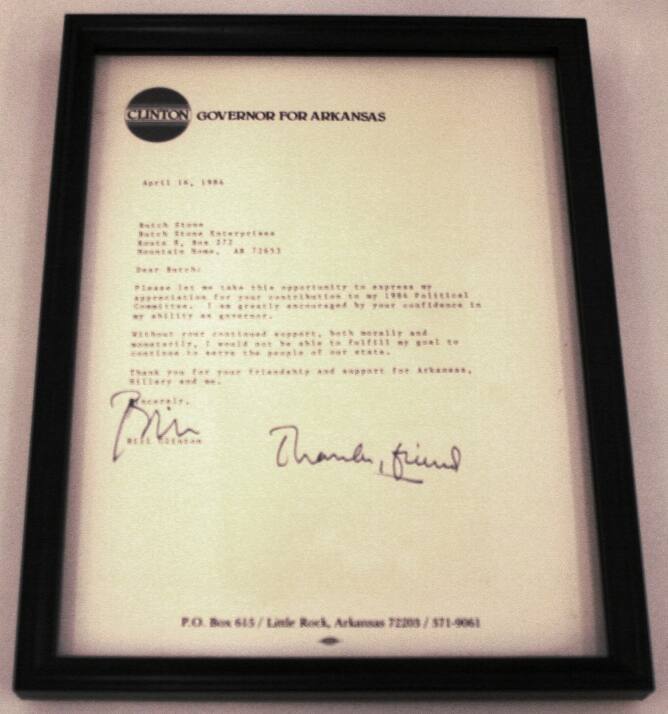 CLINTON GOVERNOR FOR ARKANSAS
April 16, 1984
Butch Stone
Butch Stone Enterprises
Route 8, Box 272
Mountain Home, AR 72653
Dear Butch:
Please let me take this opportunity to express my
appreciation for your contribution to my 1984 Political
Committee. I am greatly encouraged by your confidence in
my ability as governor.
Without your continued support, both morally and
monetarily, I would not be able to fulfill my goal to
continue to serve the people of our state.
Thank you for your friendship and support for Arkansas,
Hillary and me.
Sincerely,
Bill
Bill Clinton
Thanks, friend
P.O. Box 615 / Little Rock, Arkansas 72203 / 371-9061